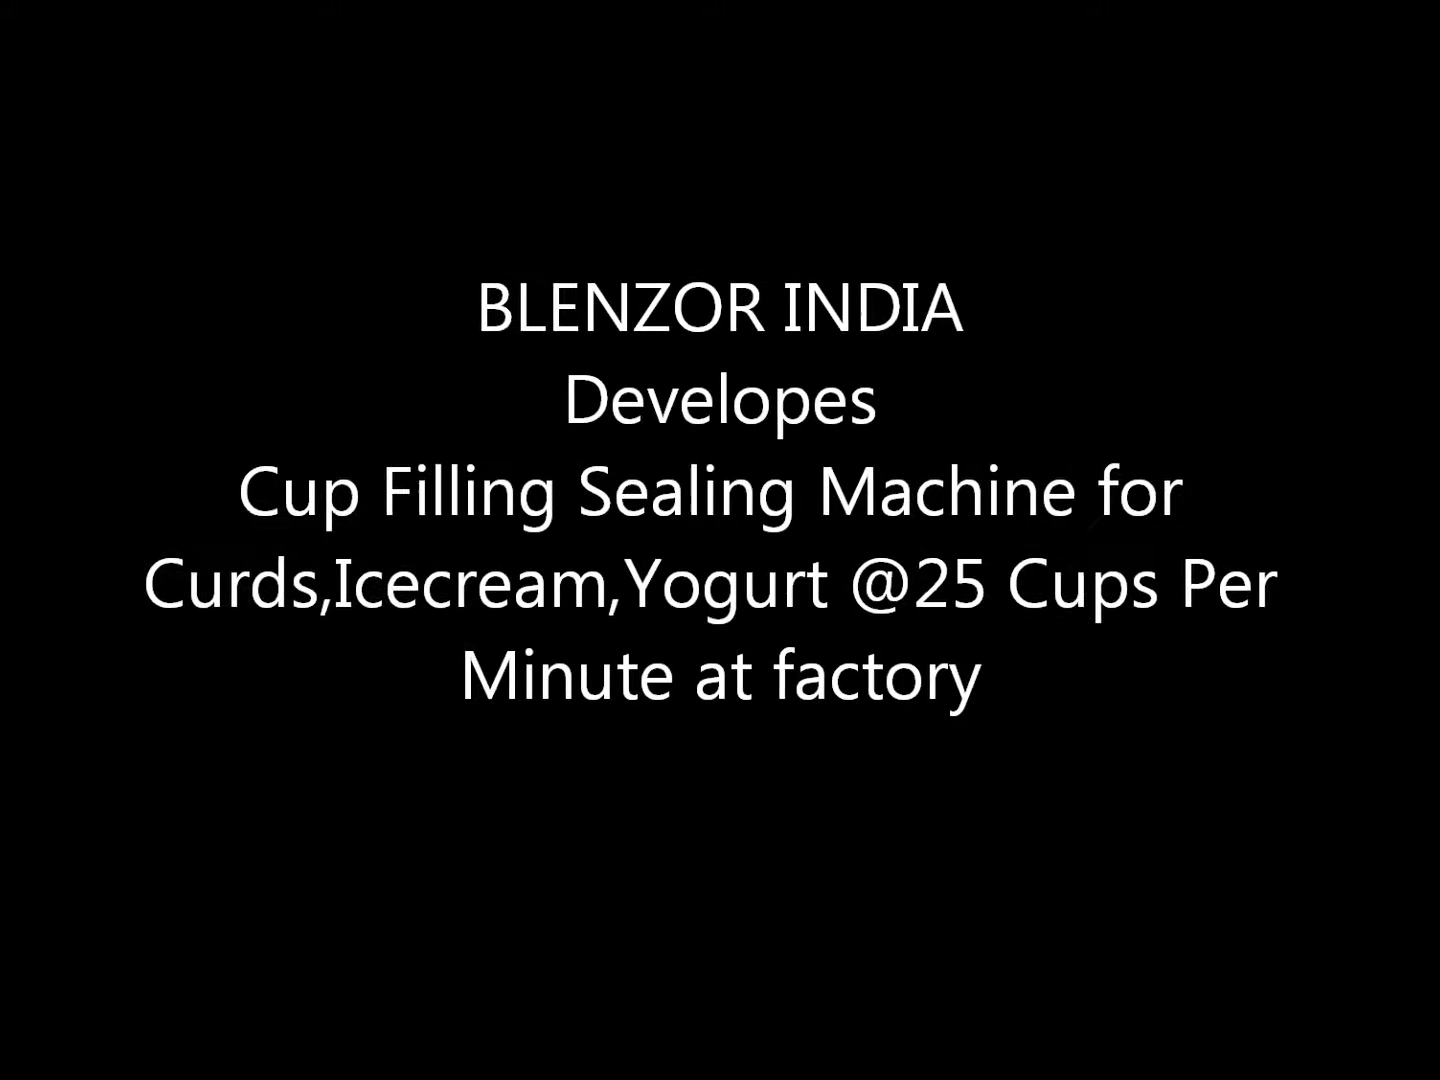 BLENZOR INDIA
Developes
Cup Filling Sealing Machine for
Curds,Icecream,Yogurt @25 Cups Per
Minute at factory